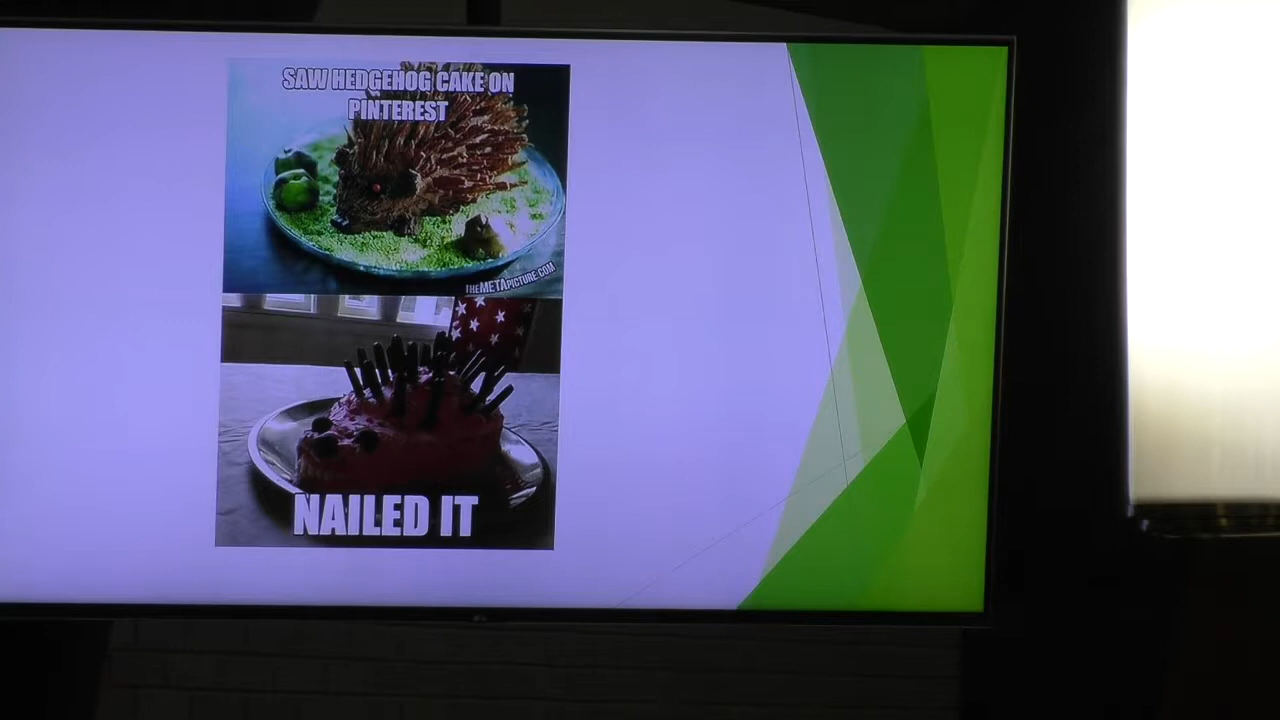 SAW HEDGEHOG CAKE ON
PINTEREST
THEMETAPICTURE.COM
NAILED IT